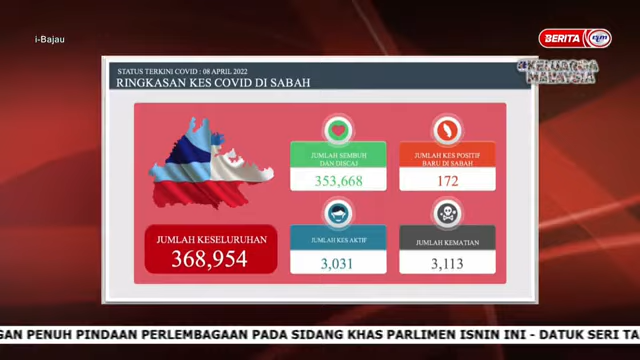 i-Bajau
BERITA
#KELUARGA
MALAYSIA
STATUS TERKINI COVID : 08 APRIL 2022
RINGKASAN KES COVID DI SABAH
JUMLAH SEMBUH
DAN DISCAJ
353,668
JUMLAH KES POSITIF
BARU DI SABAH
172
JUMLAH KESELURUHAN
368,954
JUMLAH KES AKTIF
3,031
JUMLAH KEMATIAN
3,113
GAN PENUH PINDAAN PERLEMBAGAAN PADA SIDANG KHAS PARLIMEN ISNIN INI - DATUK SERI TA